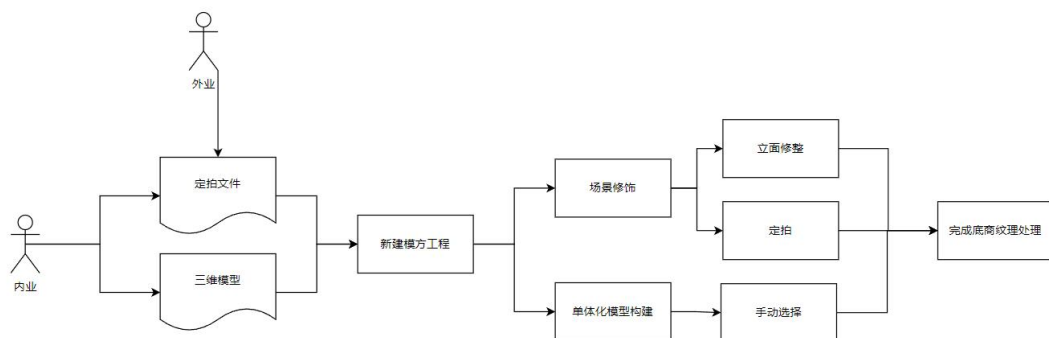 外业
内业
定拍文件
三维模型
新建模方工程
场景修饰
单体化模型构建
立面修整
定拍
手动选择
完成底商纹理处理